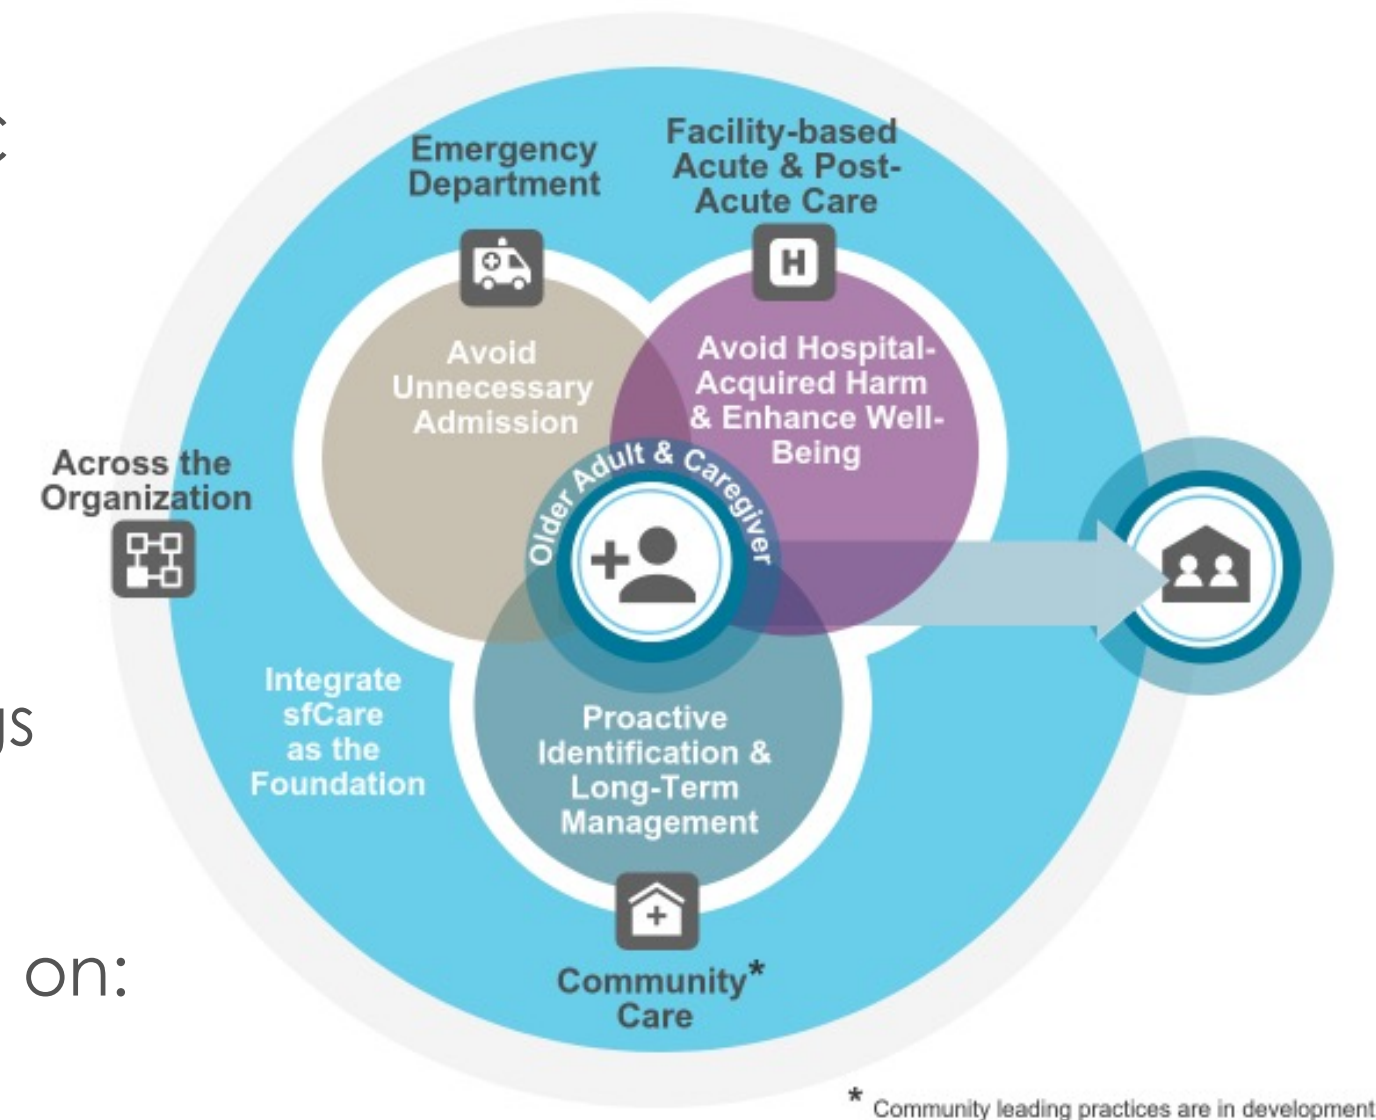 Emergency
Department
Facility-based
Acute & Post-
Acute Care
H
Avoid
Unnecessary
Admission
Avoid Hospital-
Acquired Harm
& Enhance Well-
Being
Older Adult & Caregiver
Across the
Organization
Integrate
sfCare
as the
Foundation
Proactive
Identification &
Long-Term
Management
Community*
Care
on:
* Community leading practices are in development